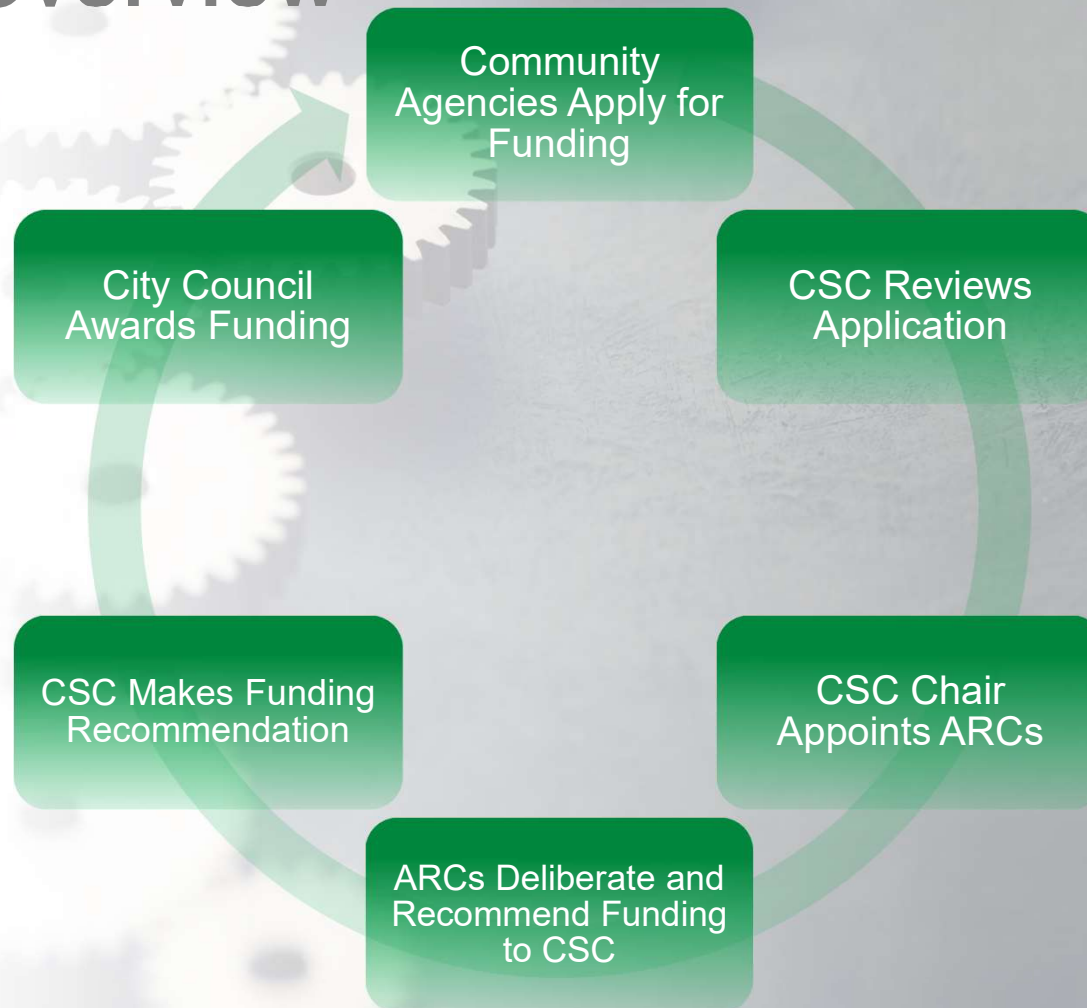 Overview
Community
Agencies Apply for
Funding
CSC Reviews
Application
CSC Chair
Appoints ARCs
ARCs Deliberate and
Recommend Funding
to CSC
CSC Makes Funding
Recommendation
City Council
Awards Funding